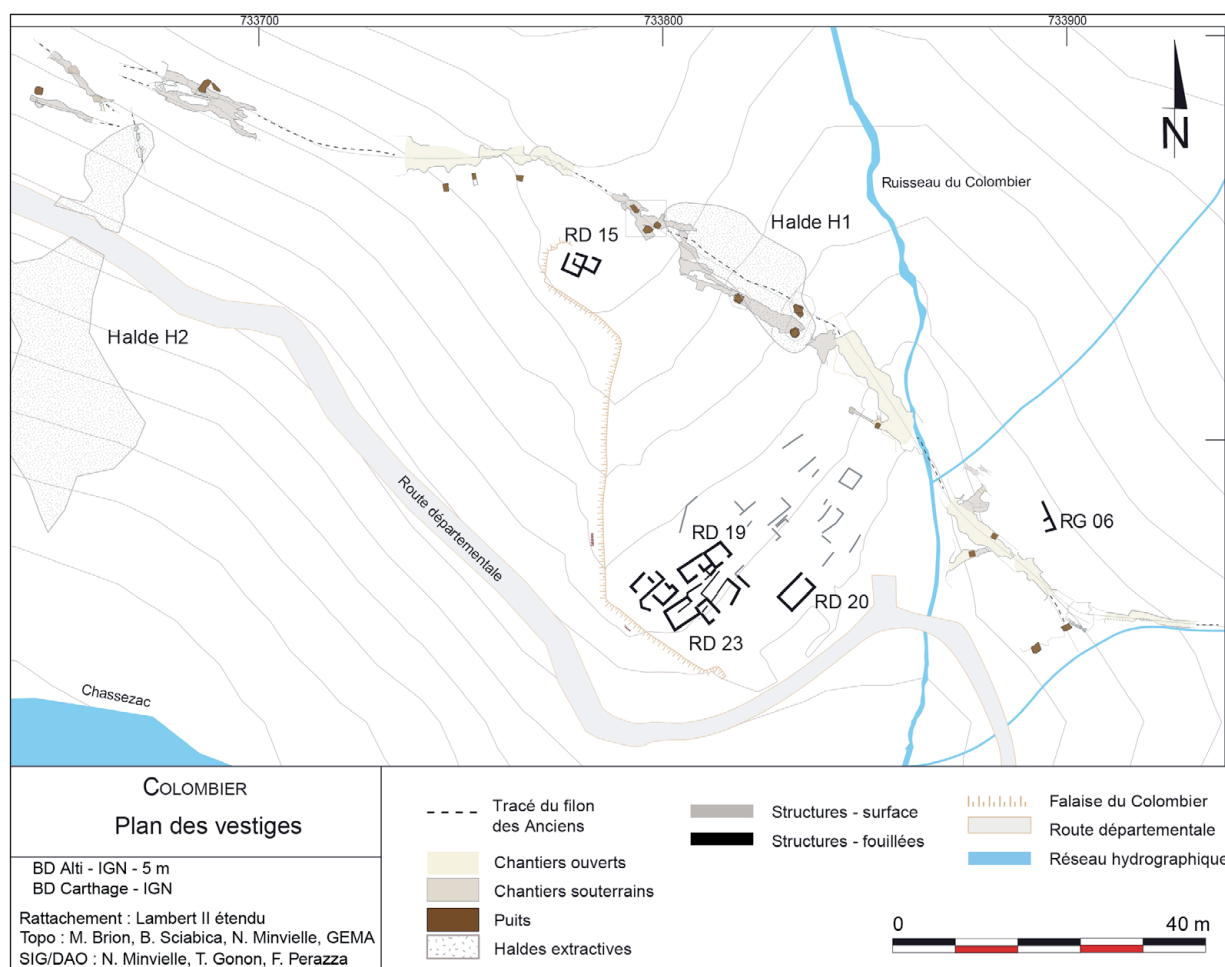 733700
733800
733900
N
Ruisseau du Colombier
Halde H1
RD 15
Halde H2
Route départementale
RD 19
RG 06
RD 20
RD 23
Chassezac
COLOMBIER
Plan des vestiges
BD Alti - IGN - 5 m
BD Carthage - IGN
Rattachement : Lambert II étendu
Topo : M. Brion, B. Sciabica, N. Minvielle, GEMA
SIG/DAO : N. Minvielle, T. Gonon, F. Perazza
Tracé du filon
des Anciens
Chantiers ouverts
Chantiers souterrains
Puits
Haldes extractives
Structures - surface
Structures - fouillées
Falaise du Colombier
Route départementale
Réseau hydrographique
0
40 m